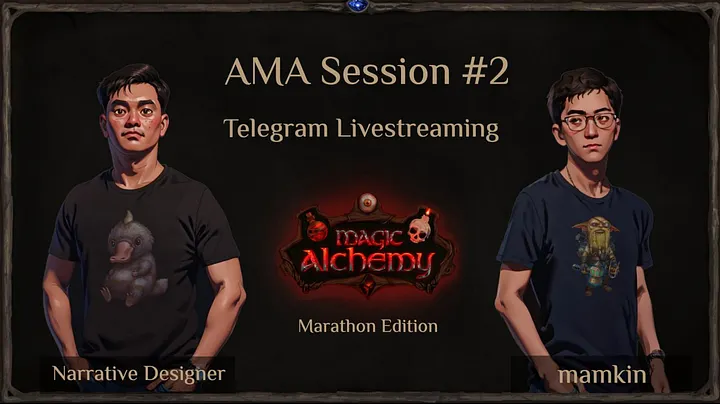 AMA Session #2
Telegram Livestreaming
MAGIC
Alchemy
Marathon Edition
Narrative Designer
mamkin